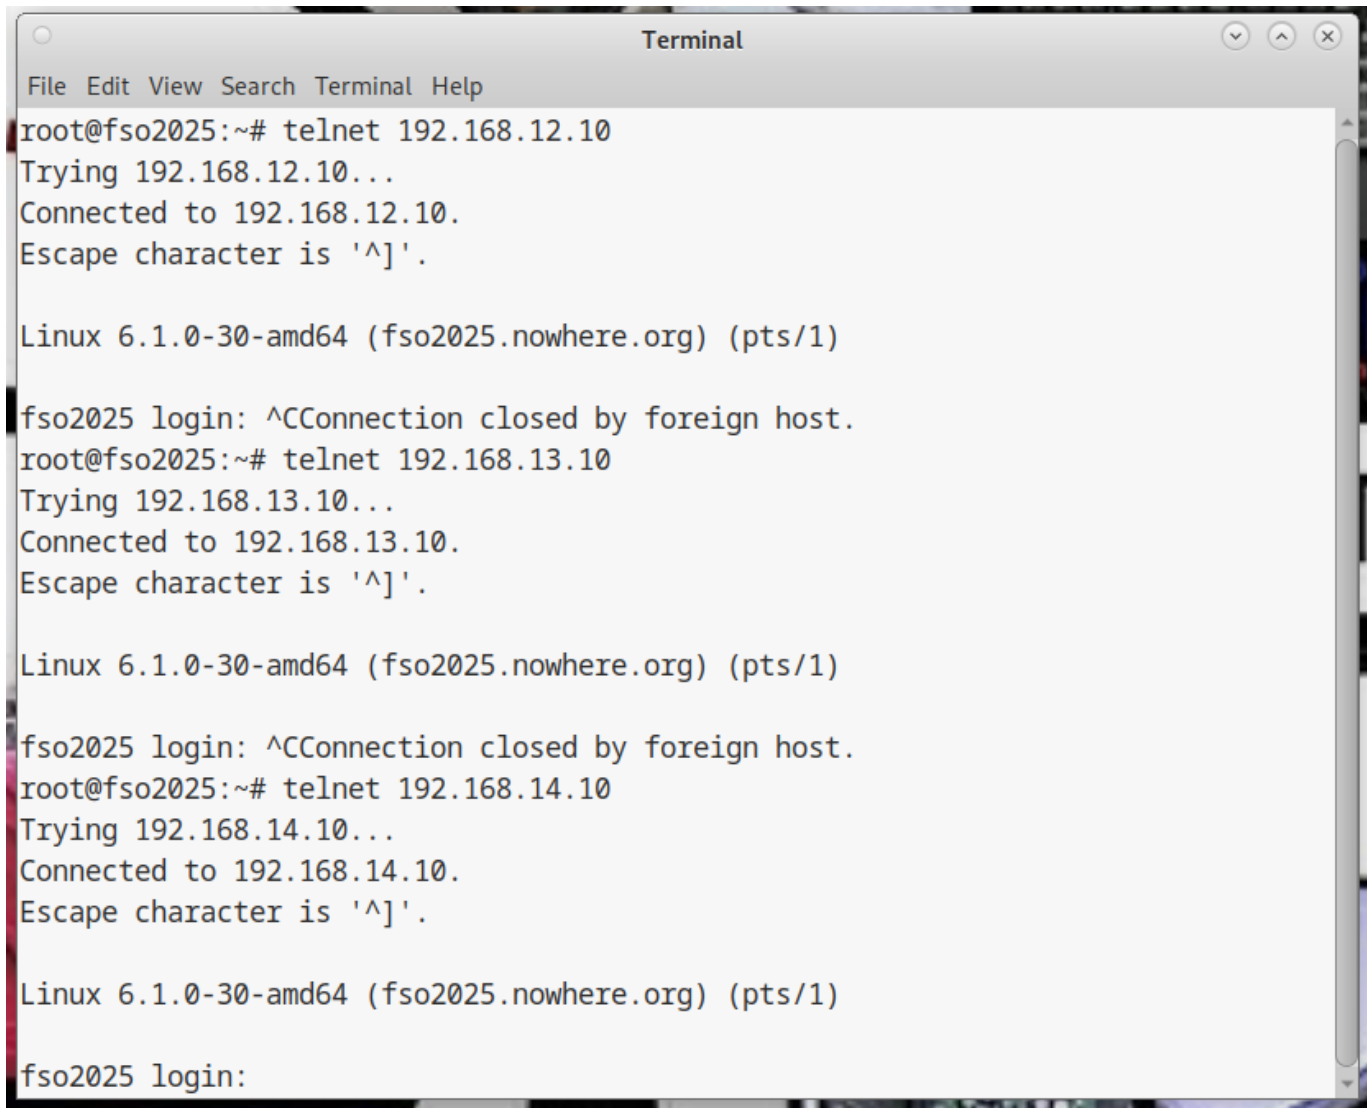 Terminal
File Edit View Search Terminal Help
root@fso2025:~# telnet 192.168.12.10
Trying 192.168.12.10...
Connected to 192.168.12.10.
Escape character is '^]'.
Linux 6.1.0-30-amd64 (fso2025.nowhere.org) (pts/1)
fso2025 login: ^CConnection closed by foreign host.
root@fso2025:~# telnet 192.168.13.10
Trying 192.168.13.10...
Connected to 192.168.13.10.
Escape character is '^]'.
Linux 6.1.0-30-amd64 (fso2025.nowhere.org) (pts/1)
fso2025 login: ^CConnection closed by foreign host.
root@fso2025:~# telnet 192.168.14.10
Trying 192.168.14.10...
Connected to 192.168.14.10.
Escape character is '^]'.
Linux 6.1.0-30-amd64 (fso2025.nowhere.org) (pts/1)
fso2025 login: